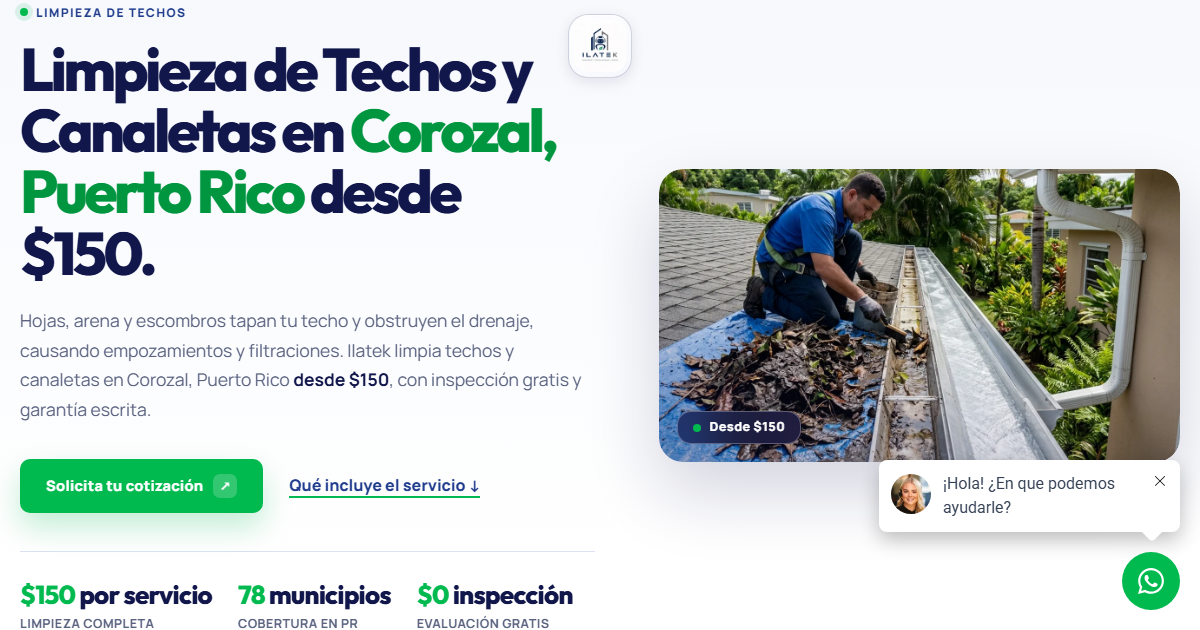 LIMPIEZA DE TECHOS
ILATEK
Limpieza de Techos y
Canaletas en Corozal,
Puerto Rico desde
$150.
Hojas, arena y escombros tapan tu techo y obstruyen el drenaje,
causando empozamientos y filtraciones. Ilatek limpia techos y
canaletas en Corozal, Puerto Rico desde $150, con inspección gratis y
garantía escrita.
Solicita tu cotización ↗
Qué incluye el servicio ↓
Desde $150
¡Hola! ¿En que podemos
ayudarle?
$150 por servicio
LIMPIEZA COMPLETA
78 municipios
COBERTURA EN PR
$0 inspección
EVALUACIÓN GRATIS